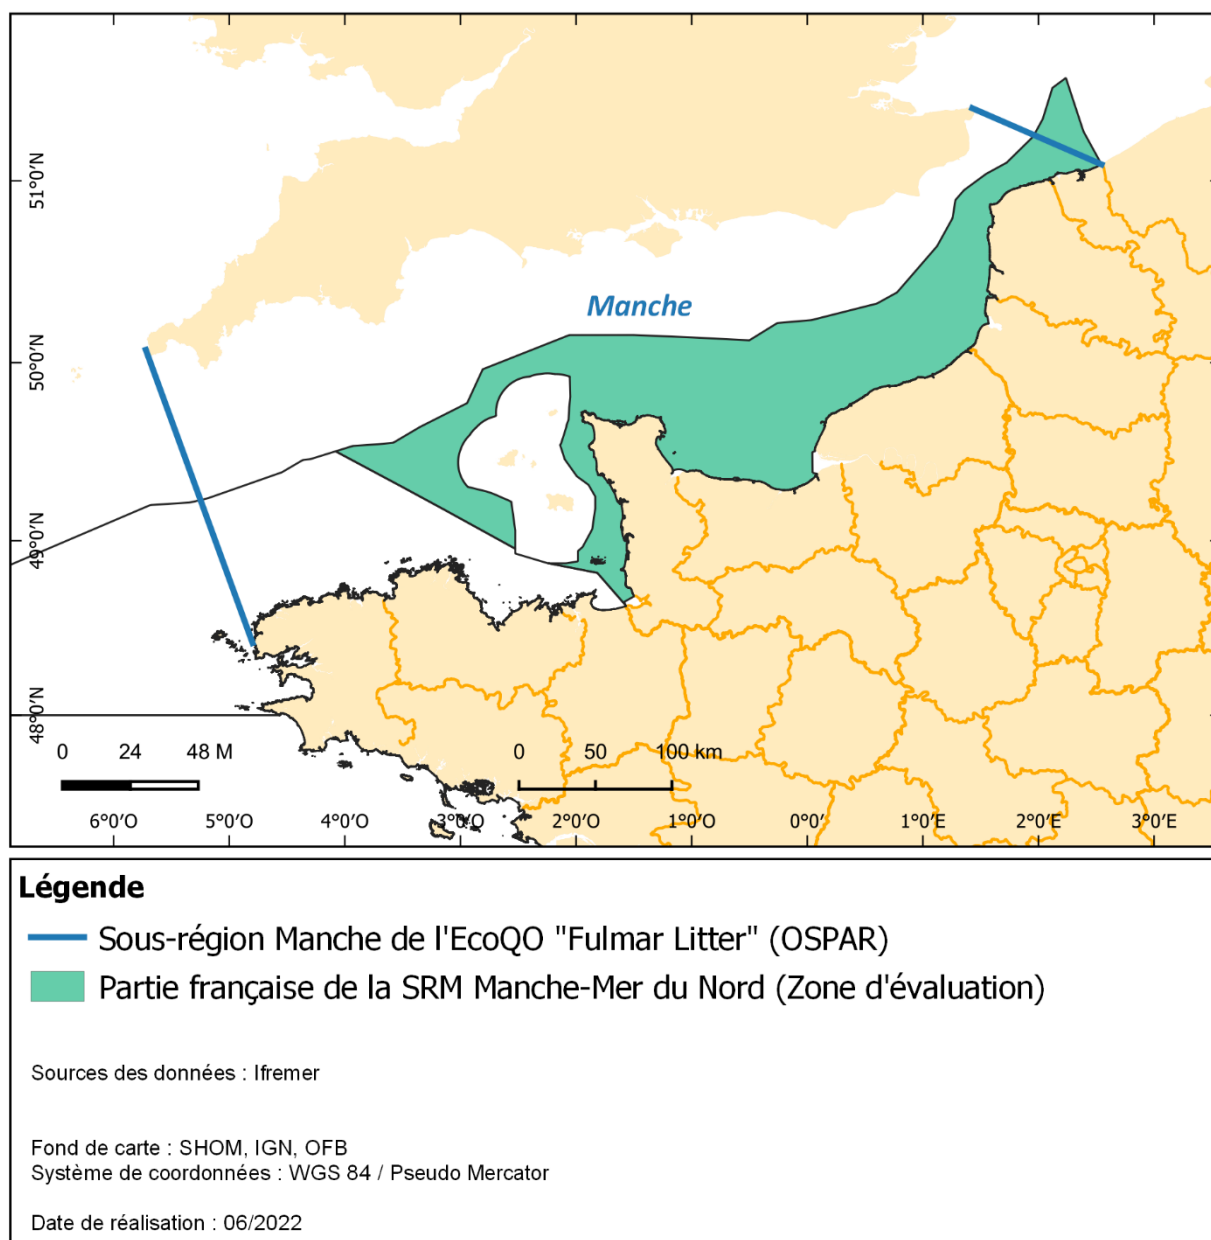 51°0'N
Manche
50°0'N
49°0'N
48°0'N
0 24 48 M
0 50 100 km
6°0'O 5°0'O 4°0'O 3°0'O 2°0'O 1°0'O 0°0' 1°0'E 2°0'E 3°0'E
Légende
Sous-région Manche de l'EcoQO "Fulmar Litter" (OSPAR)
Partie française de la SRM Manche-Mer du Nord (Zone d'évaluation)
Sources des données : Ifremer
Fond de carte : SHOM, IGN, OFB
Système de coordonnées : WGS 84 / Pseudo Mercator
Date de réalisation : 06/2022